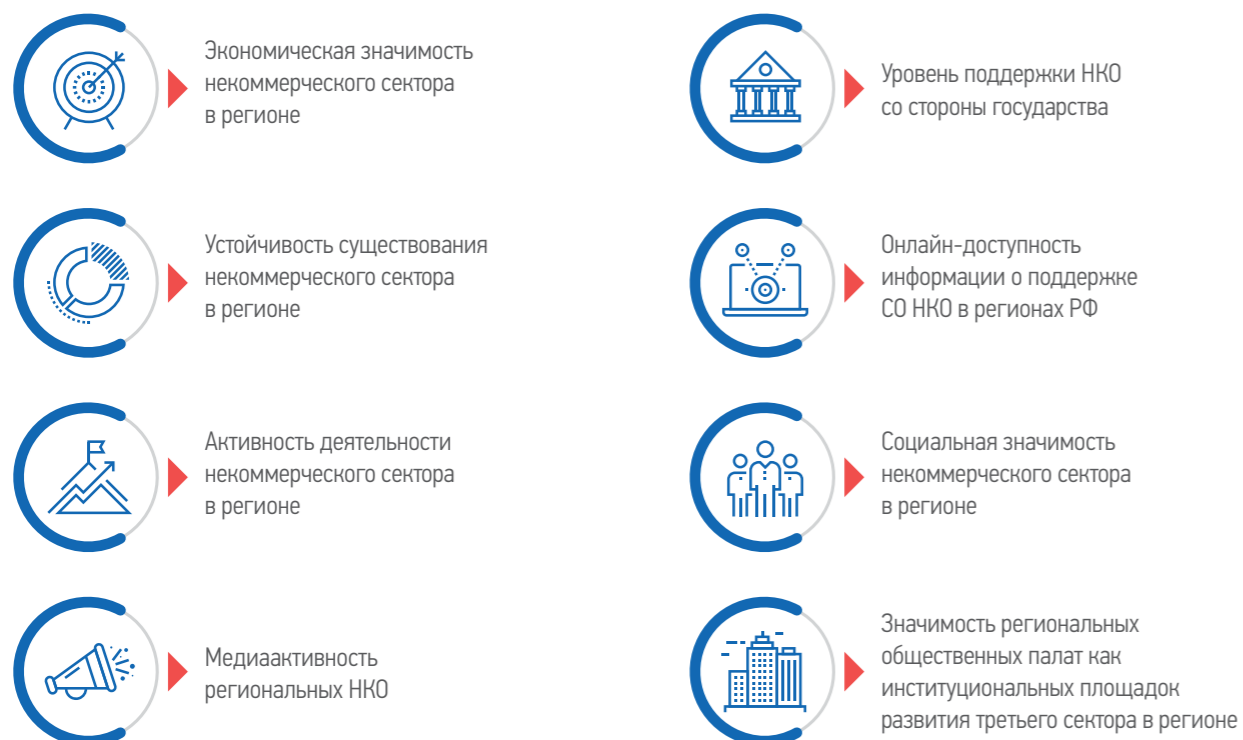 Экономическая значимость
некоммерческого сектора
в регионе
Устойчивость существования
некоммерческого сектора
в регионе
Активность деятельности
некоммерческого сектора
в регионе
Медиаактивность
региональных НКО
Уровень поддержки НКО
со стороны государства
Онлайн-доступность
информации о поддержке
СО НКО в регионах РФ
Социальная значимость
некоммерческого сектора
в регионе
Значимость региональных
общественных палат как
институциональных площадок
развития третьего сектора в регионе